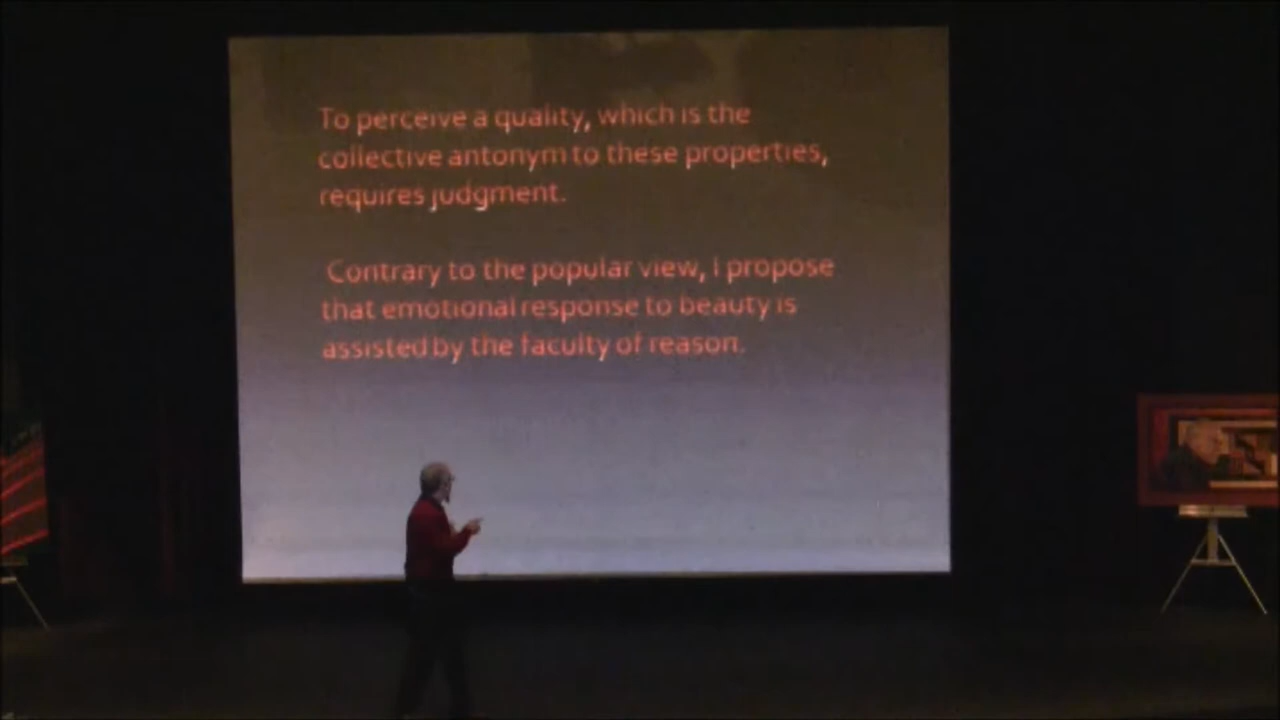 To perceive a quality, which is the
collective antonym to these properties,
requires judgment.
Contrary to the popular view, I propose
that emotional response to beauty is
assisted by the faculty of reason.